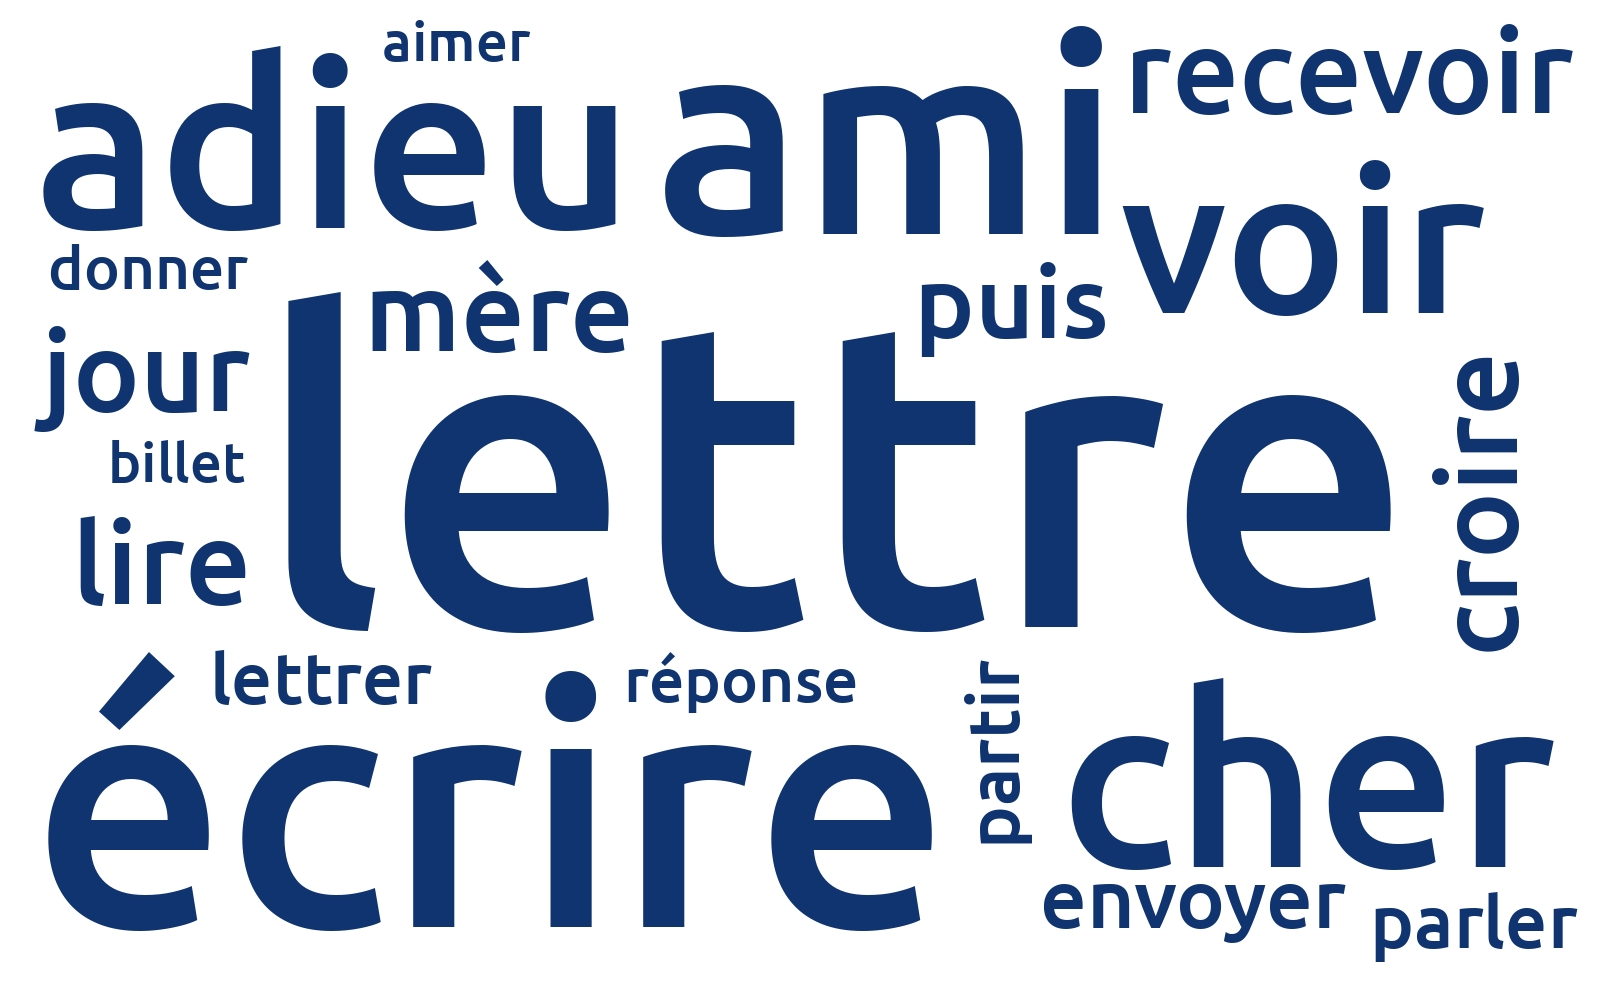 aimer
adieu
ami
recevoir
voir
donner
mère
puis
jour
lettre
croire
billet
lire
lettrer
réponse
partir
écrire
cher
envoyer
parler